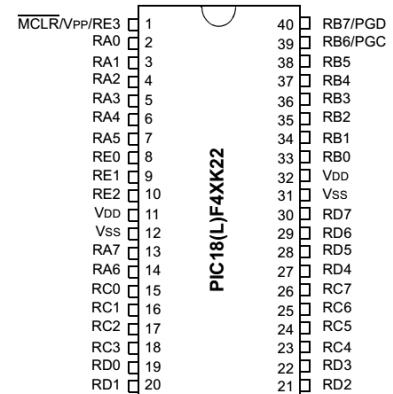 MCLR/VPP/RE3 1 40 RB7/PGD
RA0 2 39 RB6/PGC
RA1 3 38 RB5
RA2 4 37 RB4
RA3 5 36 RB3
RA4 6 35 RB2
RA5 7 34 RB1
RE0 8 33 RB0
RE1 9 32 VDD
RE2 10 31 VSS
VDD 11 30 RD7
VSS 12 29 RD6
RA7 13 28 RD5
RA6 14 27 RD4
RC0 15 26 RC7
RC1 16 25 RC6
RC2 17 24 RC5
RC3 18 23 RC4
RD0 19 22 RD3
RD1 20 21 RD2
PIC18(L)F4XK22